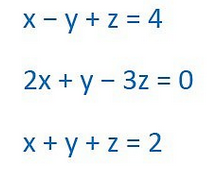 x − y + z = 4
2x + y − 3z = 0
x + y + z = 2